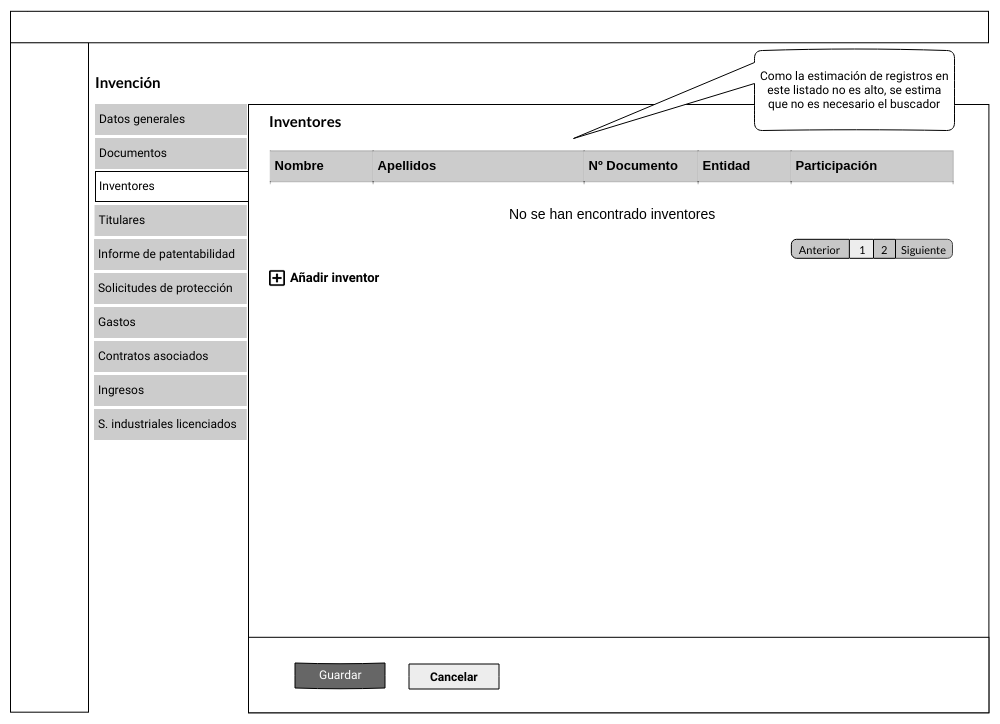 Como la estimación de registros en
este listado no es alto, se estima
que no es necesario el buscador
Invención
Datos generales
Documentos
Inventores
Titulares
Informe de patentabilidad
Solicitudes de protección
Gastos
Contratos asociados
Ingresos
S. industriales licenciados
Inventores
Nombre Apellidos Nº Documento Entidad Participación
No se han encontrado inventores
Anterior 1 2 Siguiente
Añadir inventor
Guardar Cancelar